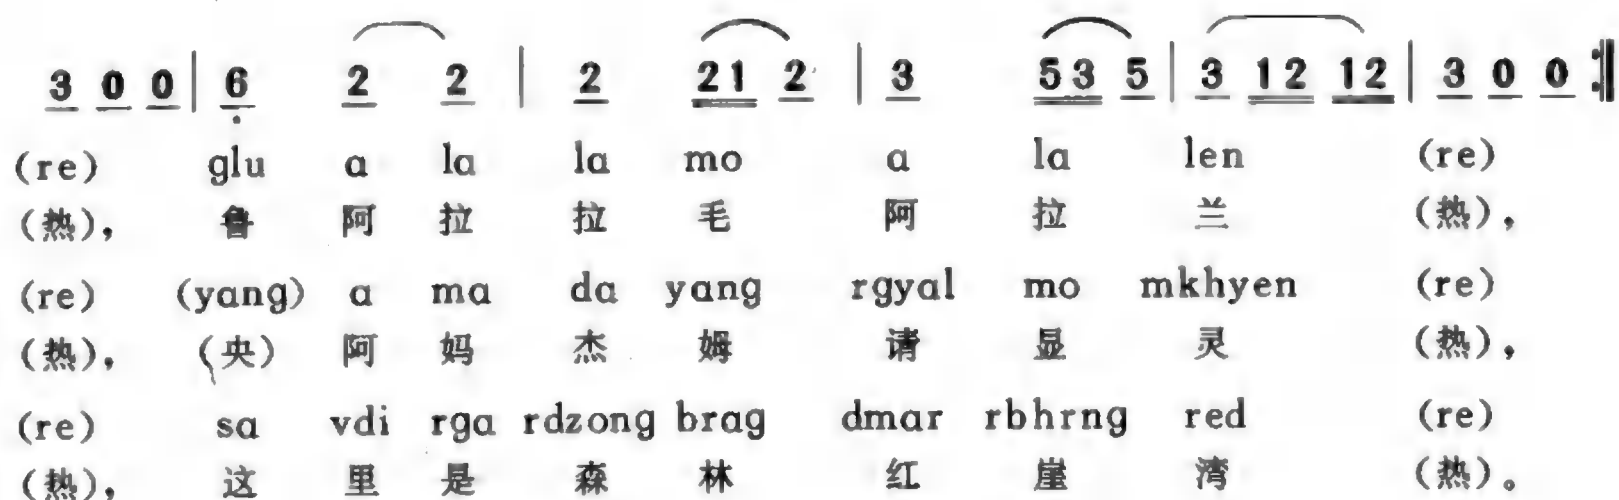 3 0 0 | 6 2 2 | 2 21 2 | 3 53 5 | 3 12 12 | 3 0 0 :‖
(re) glu a la la mo a la len (re)
(热), 鲁 阿 拉 拉 毛 阿 拉 兰 (热),
(re) (yang) a ma da yang rgyal mo mkhyen (re)
(热), (央) 阿 妈 杰 姆 请 显 灵 (热),
(re) sa vdi rga rdzong brag dmar rbhrng red (re)
(热), 这 里 是 森 林 红 崖 湾 (热)。